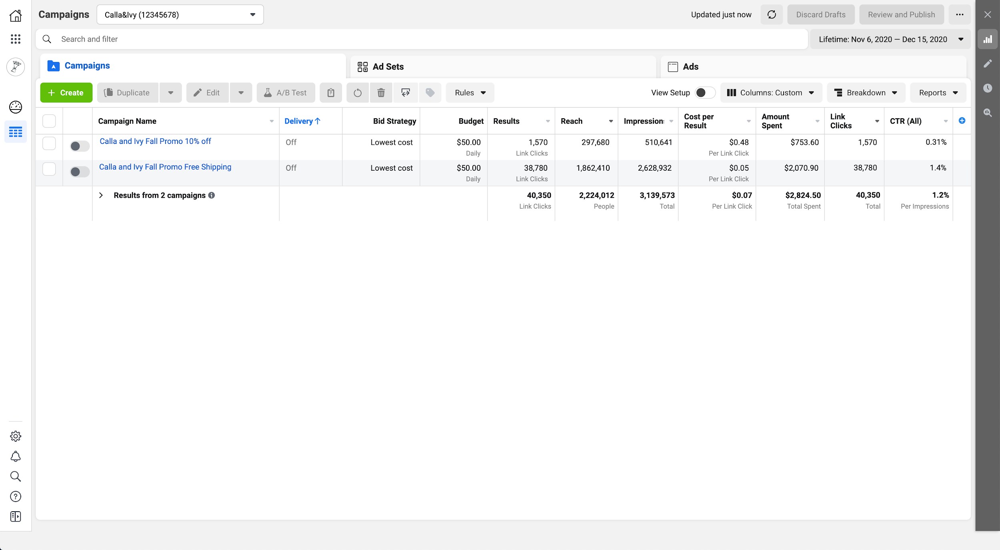 Campaigns
Calla&Ivy (12345678)
Updated just now
Discard Drafts
Review and Publish
Search and filter
Lifetime: Nov 6, 2020 — Dec 15, 2020
Campaigns
Ad Sets
Ads
+ Create
Duplicate
Edit
A/B Test
Rules
View Setup
Columns: Custom
Breakdown
Reports
Campaign Name
Delivery↑
Bid Strategy
Budget
Results
Reach
Impression
Cost per
Result
Amount
Spent
Link
Clicks
CTR (All)
Calla and Ivy Fall Promo 10% off
Off
Lowest cost
$50.00
Daily
1,570
Link Clicks
297,680
510,641
$0.48
Per Link Click
$753.60
1,570
0.31%
Calla and Ivy Fall Promo Free Shipping
Off
Lowest cost
$50.00
Daily
38,780
Link Clicks
1,862,410
2,628,932
$0.05
Per Link Click
$2,070.90
38,780
1.4%
Results from 2 campaigns
40,350
Link Clicks
2,224,012
People
3,139,573
Total
$0.07
Per Link Click
$2,824.50
Total Spent
40,350
Total
1.2%
Per Impressions